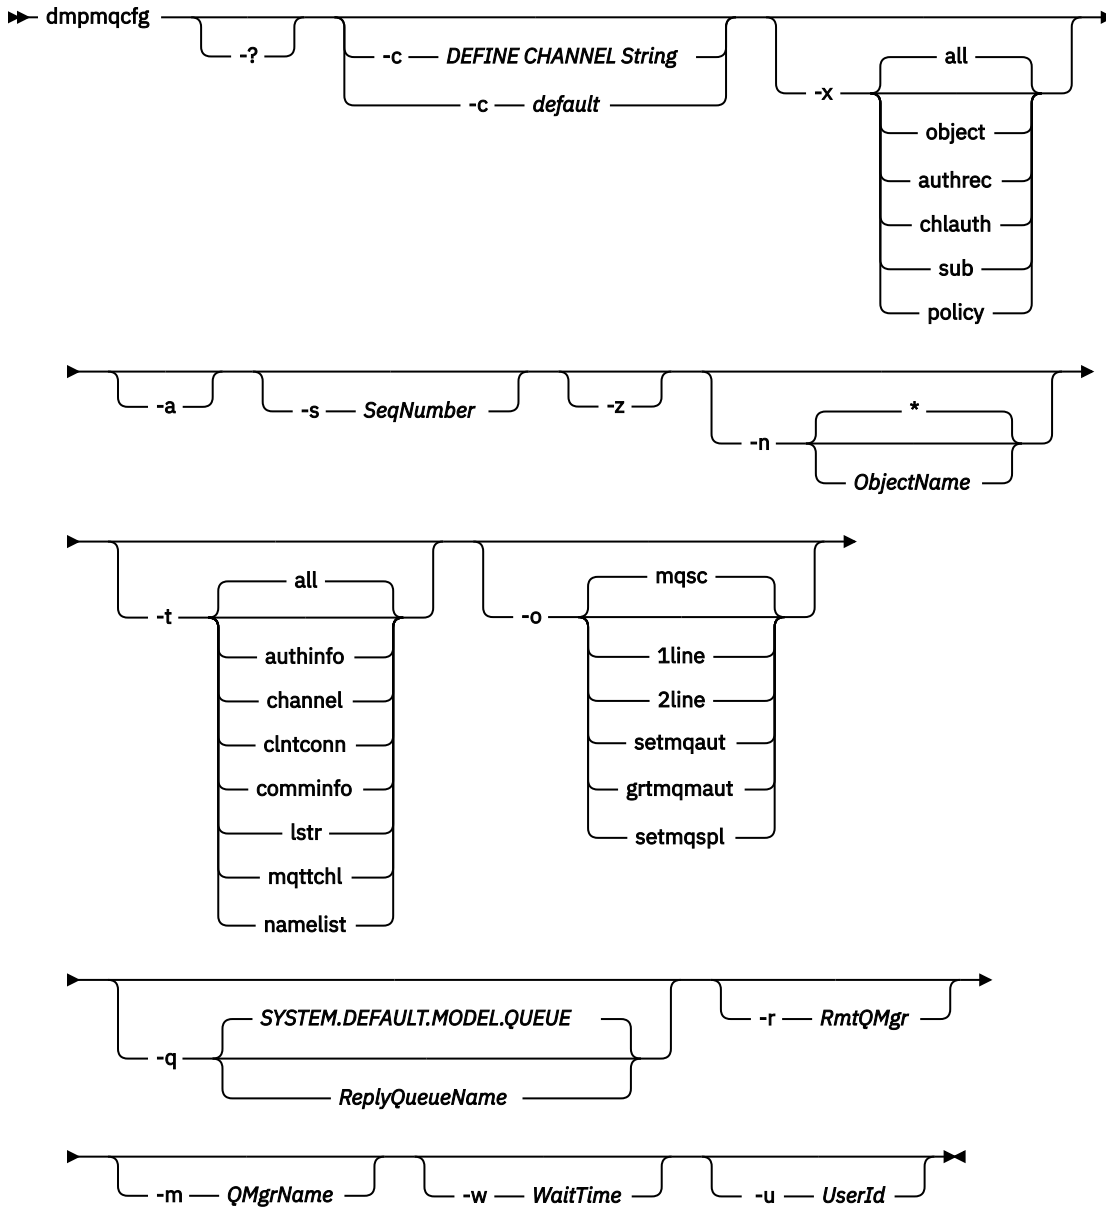 dmpmqcfg
-?
-c DEFINE CHANNEL String
-c default
-x
all
object
authrec
chlauth
sub
policy
-a
-s SeqNumber
-z
-n
*
ObjectName
-t
all
authinfo
channel
clntconn
comminfo
lstr
mqttchl
namelist
-o
mqsc
1line
2line
setmqaut
grtmqmaut
setmqspl
-q
SYSTEM.DEFAULT.MODEL.QUEUE
ReplyQueueName
-r RmtQMgr
-m QMgrName
-w WaitTime
-u UserId